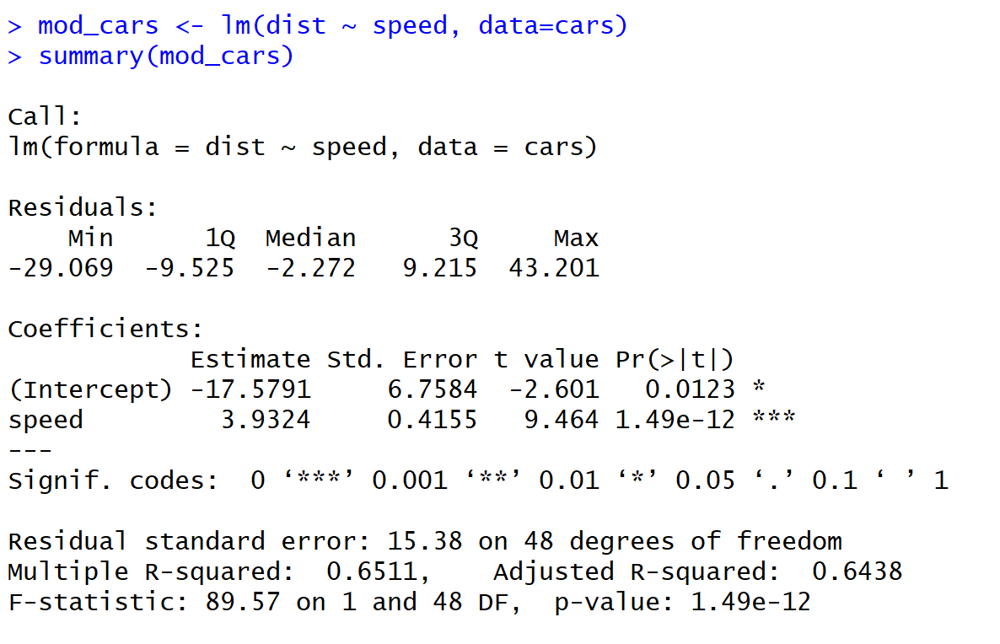 > mod_cars <- lm(dist ~ speed, data=cars)
> summary(mod_cars)
Call:
lm(formula = dist ~ speed, data = cars)
Residuals:
    Min      1Q  Median      3Q     Max
-29.069  -9.525  -2.272   9.215  43.201
Coefficients:
            Estimate Std. Error t value Pr(>|t|)
(Intercept) -17.5791     6.7584  -2.601   0.0123 *
speed         3.9324     0.4155   9.464 1.49e-12 ***
---
Signif. codes:  0 ‘***’ 0.001 ‘**’ 0.01 ‘*’ 0.05 ‘.’ 0.1 ‘ ’ 1
Residual standard error: 15.38 on 48 degrees of freedom
Multiple R-squared:  0.6511,    Adjusted R-squared:  0.6438
F-statistic: 89.57 on 1 and 48 DF,  p-value: 1.49e-12